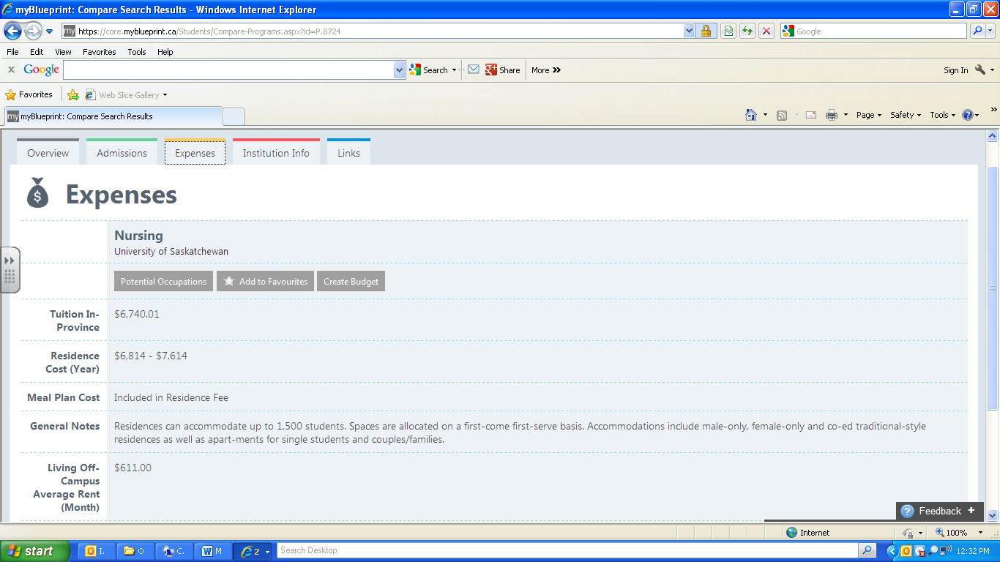 myBlueprint: Compare Search Results - Windows Internet Explorer
my https://core.myblueprint.ca/Students/Compare-Programs.aspx?id=P.8724
Google
File Edit View Favorites Tools Help
x Google Search Share More >> Sign In
Favorites Web Slice Gallery
my myBlueprint: Compare Search Results
Page Safety Tools
Overview Admissions Expenses Institution Info Links
Expenses
Nursing
University of Saskatchewan
Potential Occupations Add to Favourites Create Budget
Tuition In- $6,740.01
Province
Residence $6,814 - $7,614
Cost (Year)
Meal Plan Cost Included in Residence Fee
General Notes Residences can accommodate up to 1,500 students. Spaces are allocated on a first-come first-serve basis. Accommodations include male-only, female-only and co-ed traditional-style
residences as well as apart-ments for single students and couples/families.
Living Off- $611.00
Campus
Average Rent
(Month)
? Feedback +
Internet 100%
start I. O C. M 2 Search Desktop 12:32 PM